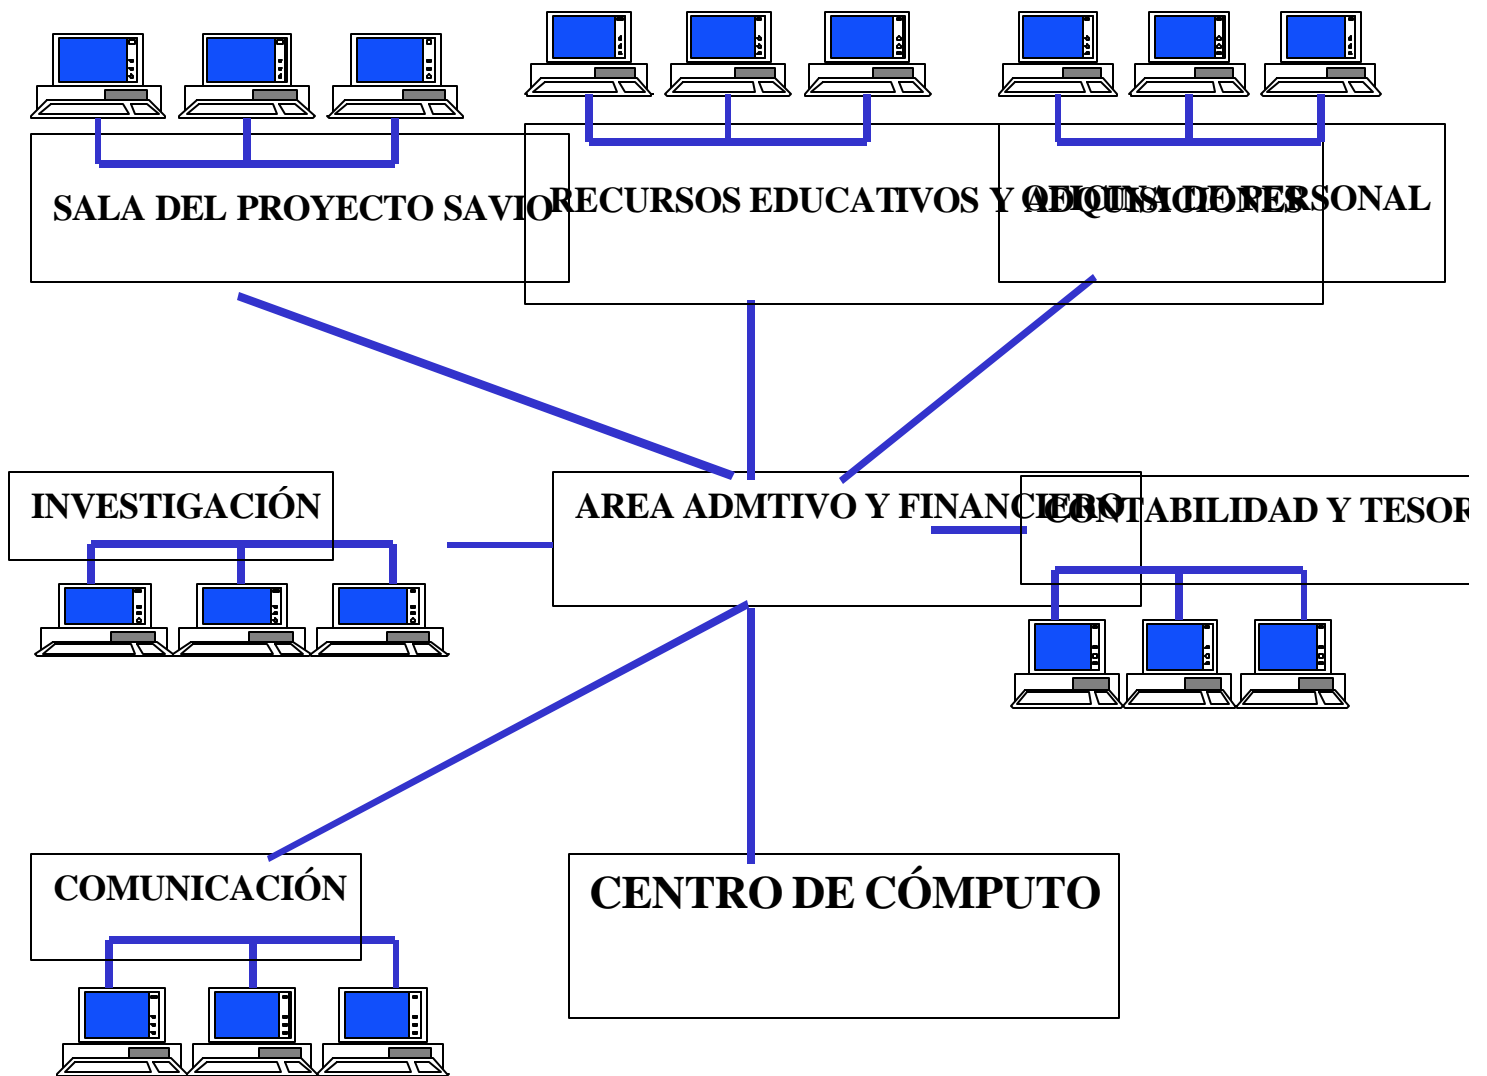 SALA DEL PROYECTO SAVIO
RECURSOS EDUCATIVOS Y ADQUISICIONES
OFICINA DE PERSONAL
INVESTIGACIÓN
AREA ADMTIVO Y FINANCIERO
CONTABILIDAD Y TESOR
COMUNICACIÓN
CENTRO DE CÓMPUTO